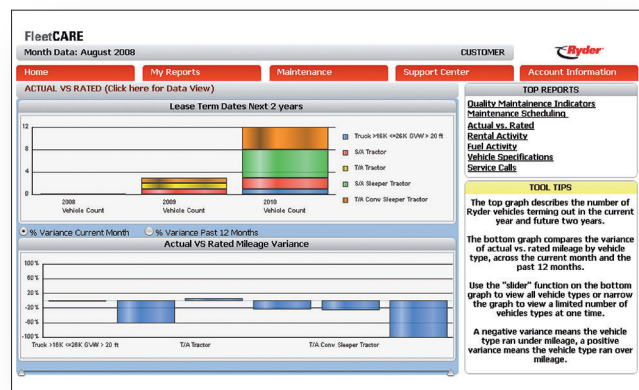 FleetCARE
Month Data: August 2008
CUSTOMER
Ryder
Home
My Reports
Maintenance
Support Center
Account Information
ACTUAL VS RATED (Click here for Data View)
Lease Term Dates Next 2 years
12
8
4
0
2008
Vehicle Count
2009
Vehicle Count
2010
Vehicle Count
Truck >16K <=26K GVW > 20 ft
S/A Tractor
T/A Tractor
S/A Sleeper Tractor
T/A Conv Sleeper Tractor
% Variance Current Month
% Variance Past 12 Months
Actual VS Rated Mileage Variance
100 %
60 %
20 %
-20 %
-60 %
-100 %
Truck >16K <=26K GVW > 20 ft
T/A Tractor
T/A Conv Sleeper Tractor
TOP REPORTS
Quality Maintainence Indicators
Maintenance Scheduling
Actual vs. Rated
Rental Activity
Fuel Activity
Vehicle Specifications
Service Calls
TOOL TIPS
The top graph describes the number of
Ryder vehicles terming out in the current
year and future two years.
The bottom graph compares the variance
of actual vs. rated mileage by vehicle
type, across the current month and the
past 12 months.
Use the "slider" function on the bottom
graph to view all vehicle types or narrow
the graph to view a limited number of
vehicles types at one time.
A negative variance means the vehicle
type ran under mileage, a positive
variance means the vehicle type ran over
mileage.